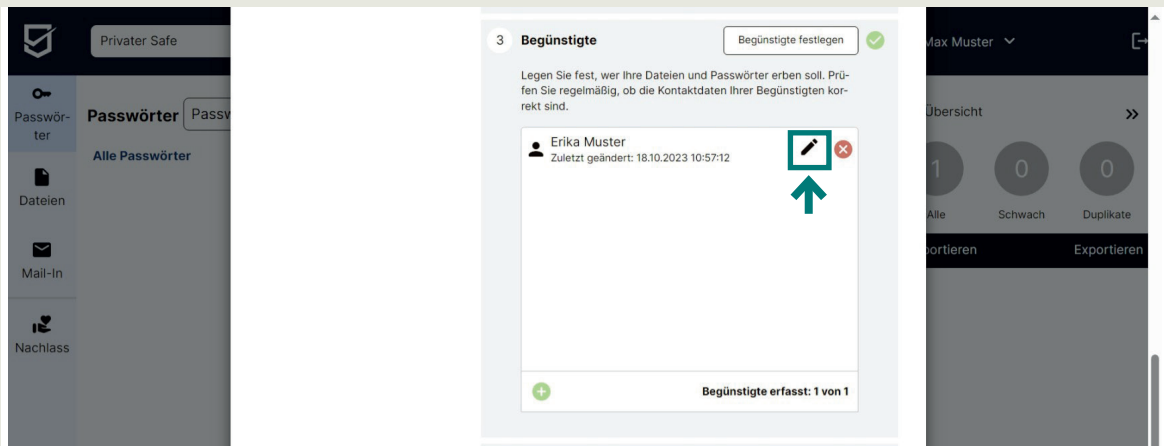 Privater Safe
Passwör-
ter
Dateien
Mail-In
Nachlass
Passwörter
Passw
Alle Passwörter
3 Begünstigte
Begünstigte festlegen
Legen Sie fest, wer Ihre Dateien und Passwörter erben soll. Prü-
fen Sie regelmäßig, ob die Kontaktdaten Ihrer Begünstigten kor-
rekt sind.
Erika Muster
Zuletzt geändert: 18.10.2023 10:57:12
Begünstigte erfasst: 1 von 1
Max Muster
Übersicht
1 0 0
Alle Schwach Duplikate
portieren Exportieren